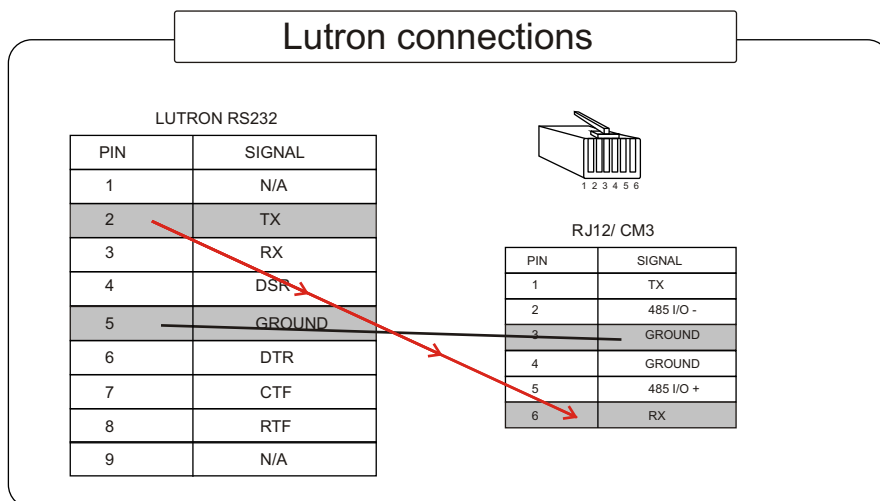 Lutron connections
LUTRON RS232
PIN SIGNAL
1 N/A
2 TX
3 RX
4 DSR
5 GROUND
6 DTR
7 CTF
8 RTF
9 N/A
1 2 3 4 5 6
RJ12/ CM3
PIN SIGNAL
1 TX
2 485 I/O -
3 GROUND
4 GROUND
5 485 I/O +
6 RX